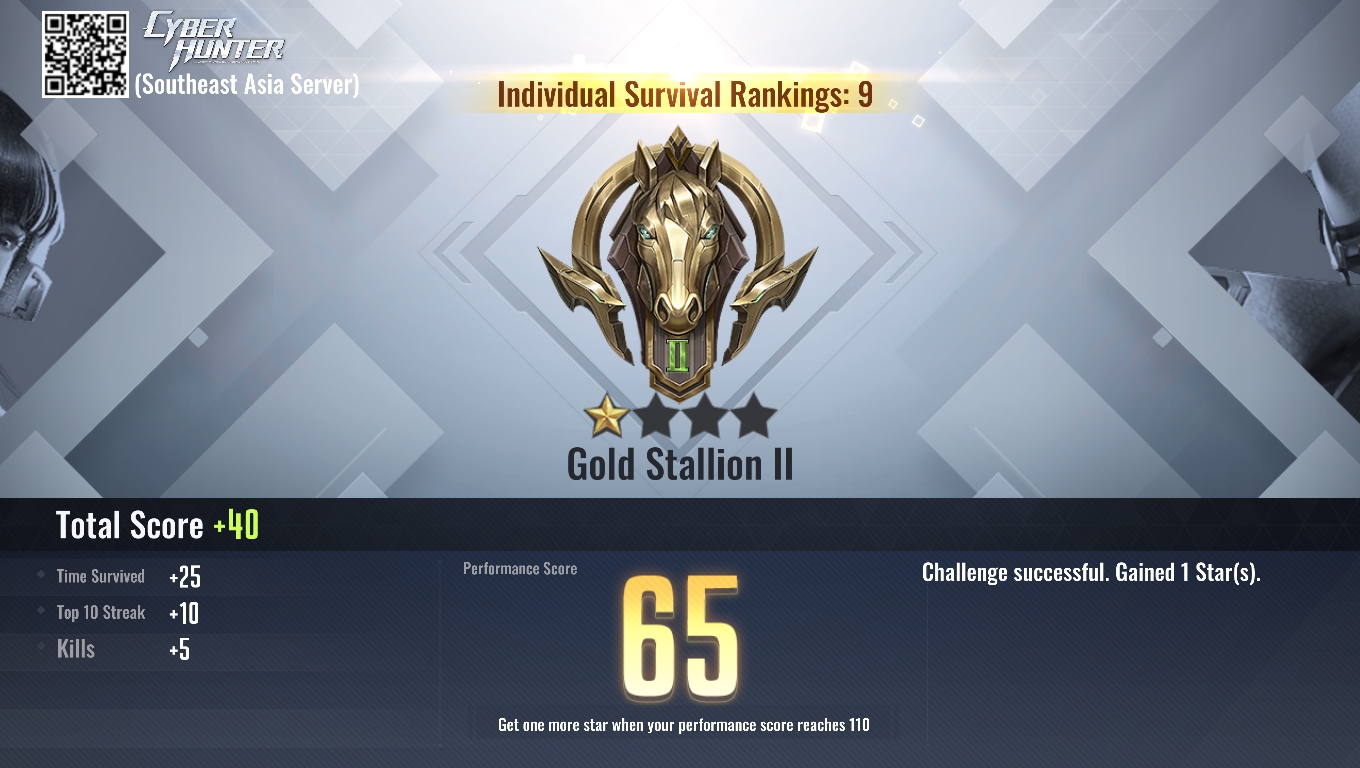 CYBER
HUNTER
(Southeast Asia Server)
Individual Survival Rankings: 9
II
Gold Stallion II
Total Score +40
Time Survived +25
Top 10 Streak +10
Kills +5
Performance Score
65
Get one more star when your performance score reaches 110
Challenge successful. Gained 1 Star(s).